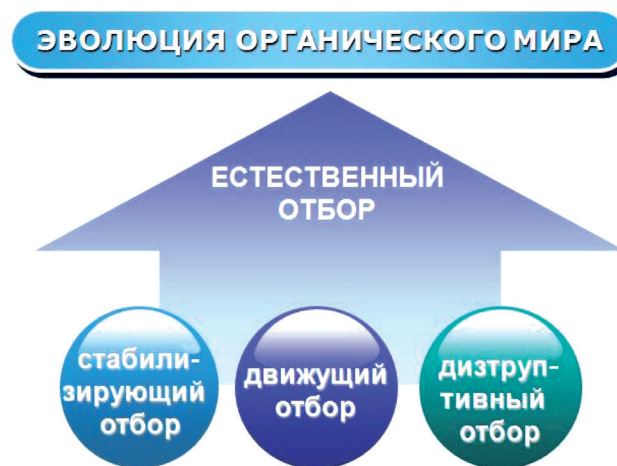 ЭВОЛЮЦИЯ ОРГАНИЧЕСКОГО МИРА
ЕСТЕСТВЕННЫЙ
ОТБОР
стабили-
зирующий
отбор
движущий
отбор
дизтруп-
тивный
отбор